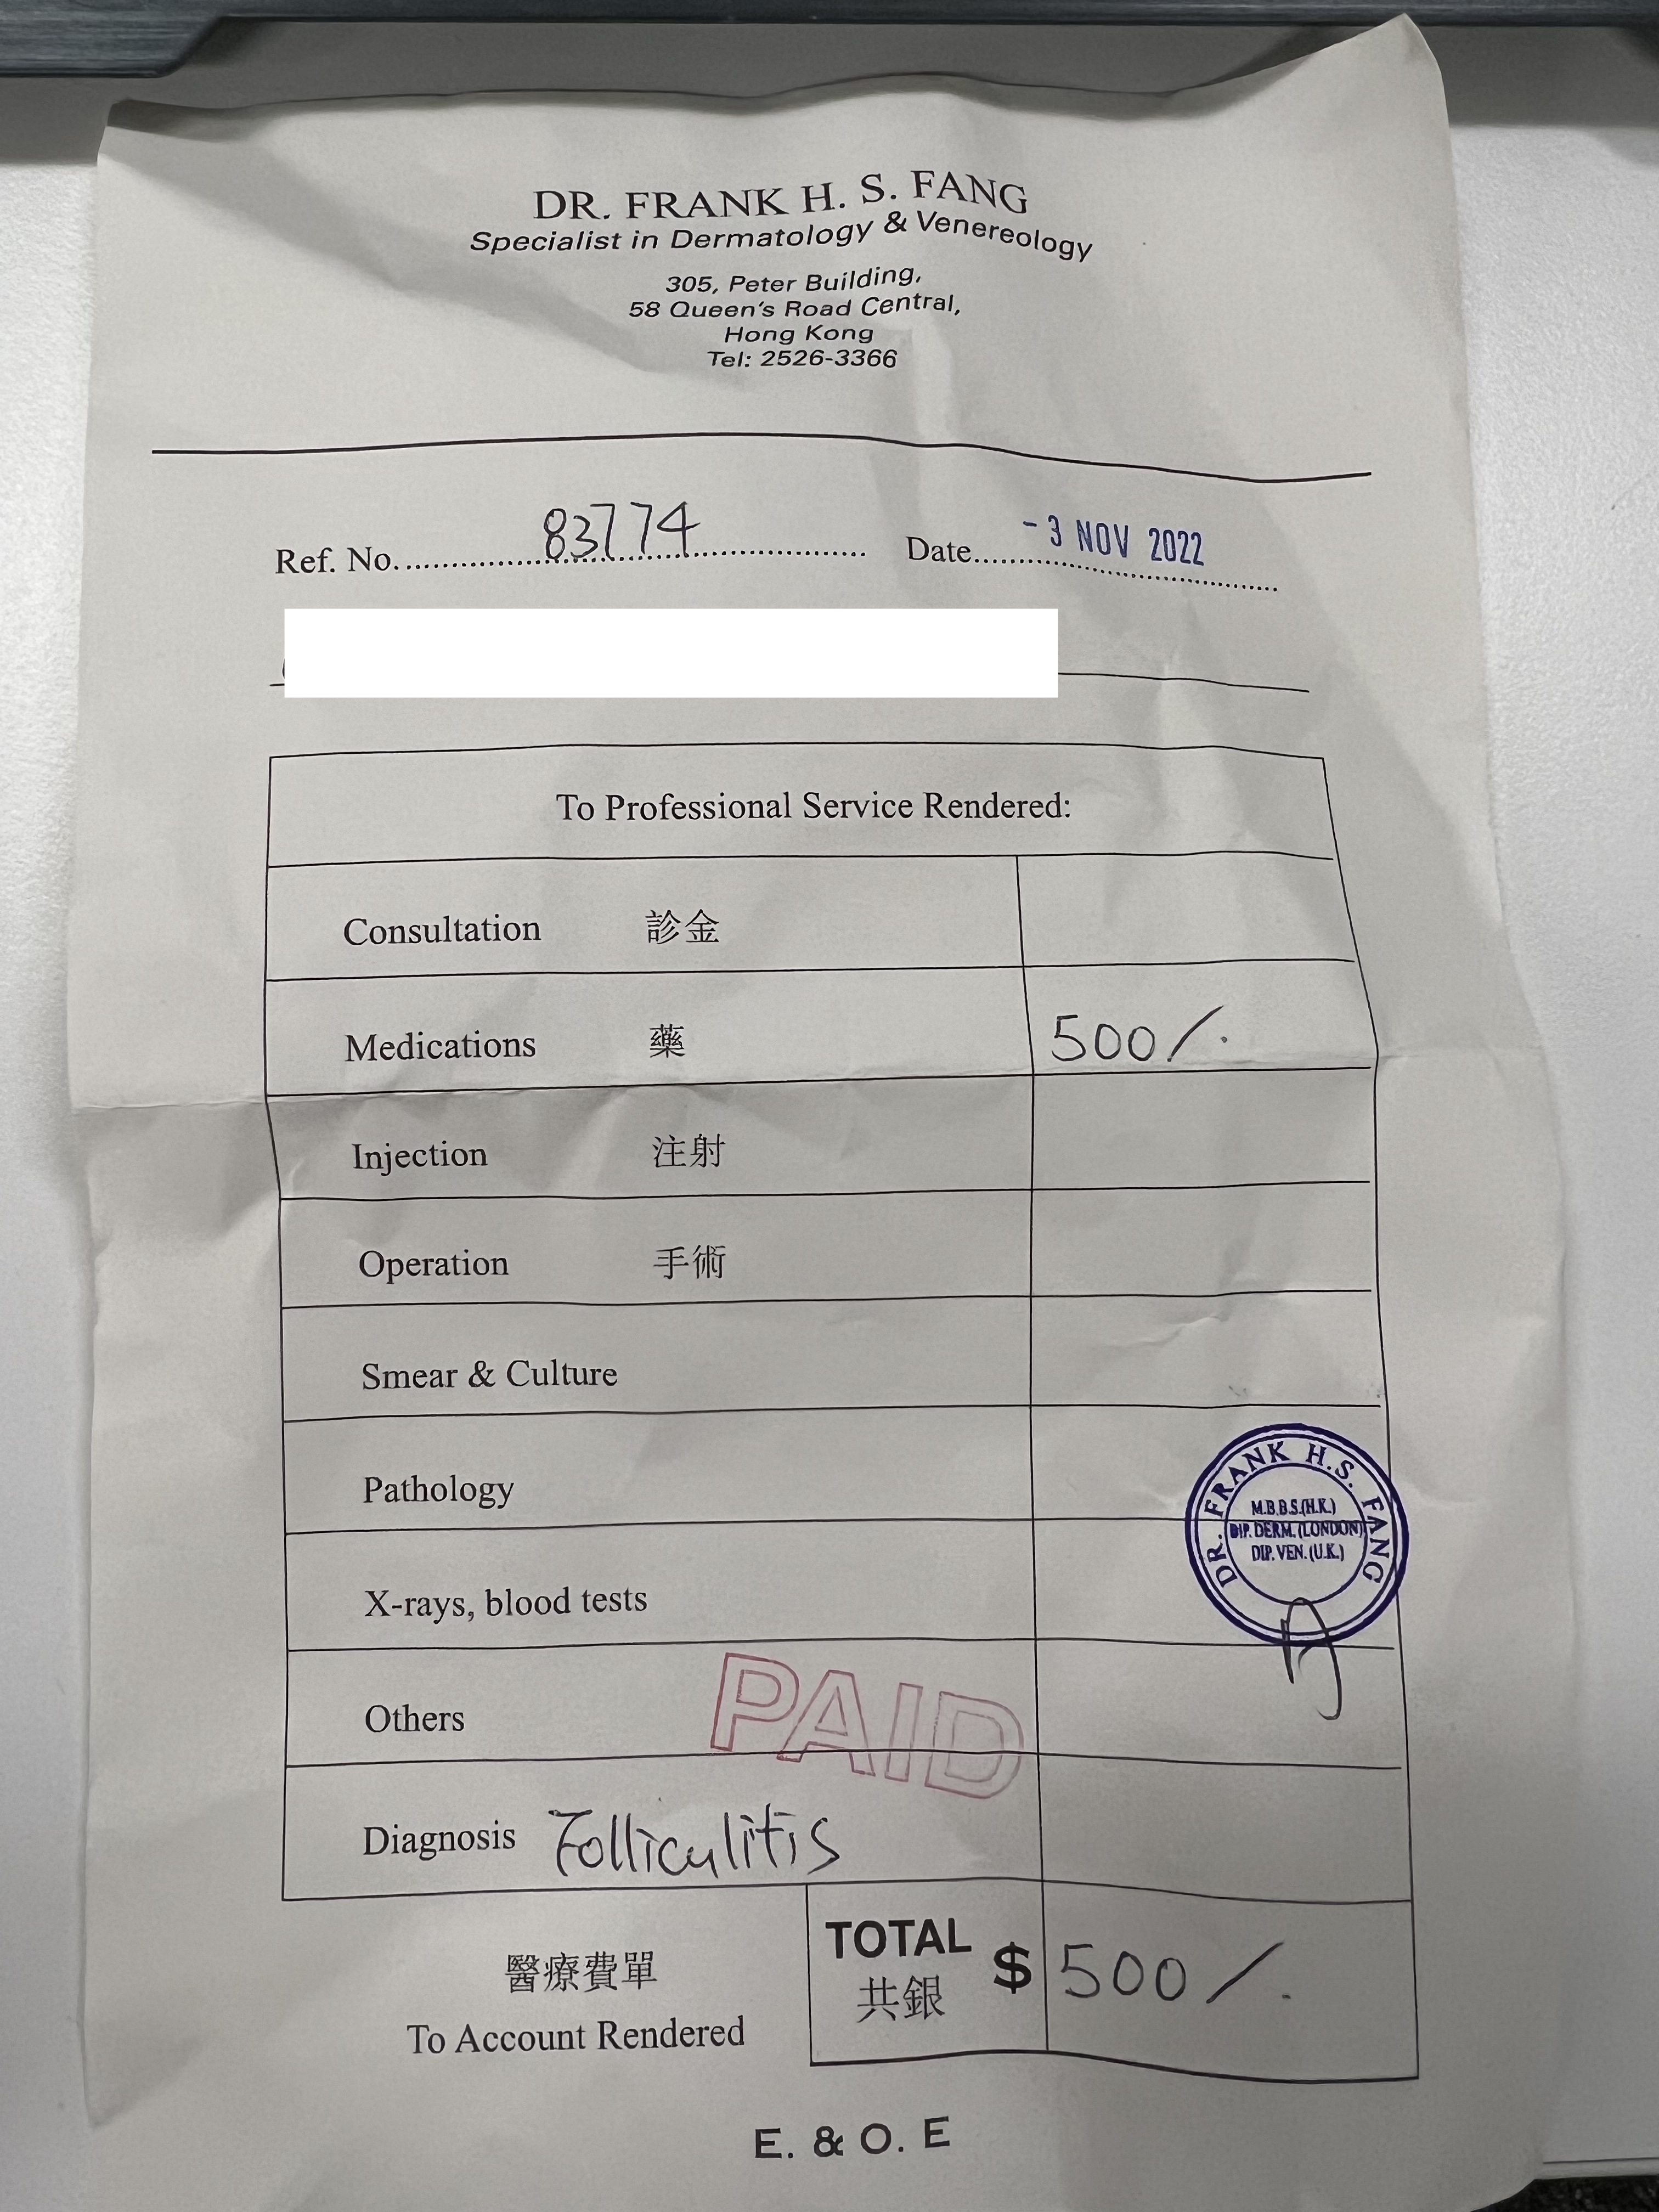 DR. FRANK H. S. FANG
Specialist in Dermatology & Venereology
305, Peter Building,
58 Queen's Road Central,
Hong Kong
Tel: 2526-3366
Ref. No. 83774 Date - 3 NOV 2022
To Professional Service Rendered:
Consultation 診金
Medications 藥 500/.
Injection 注射
Operation 手術
Smear & Culture
Pathology
DR. FRANK H.S. FANG
M.B.B.S.(H.K.)
DIP. DERM. (LONDON)
DIP. VEN. (U.K.)
X-rays, blood tests
Others
PAID
Diagnosis Folliculitis
醫療費單
To Account Rendered
TOTAL $ 500/.
共銀
E. & O. E